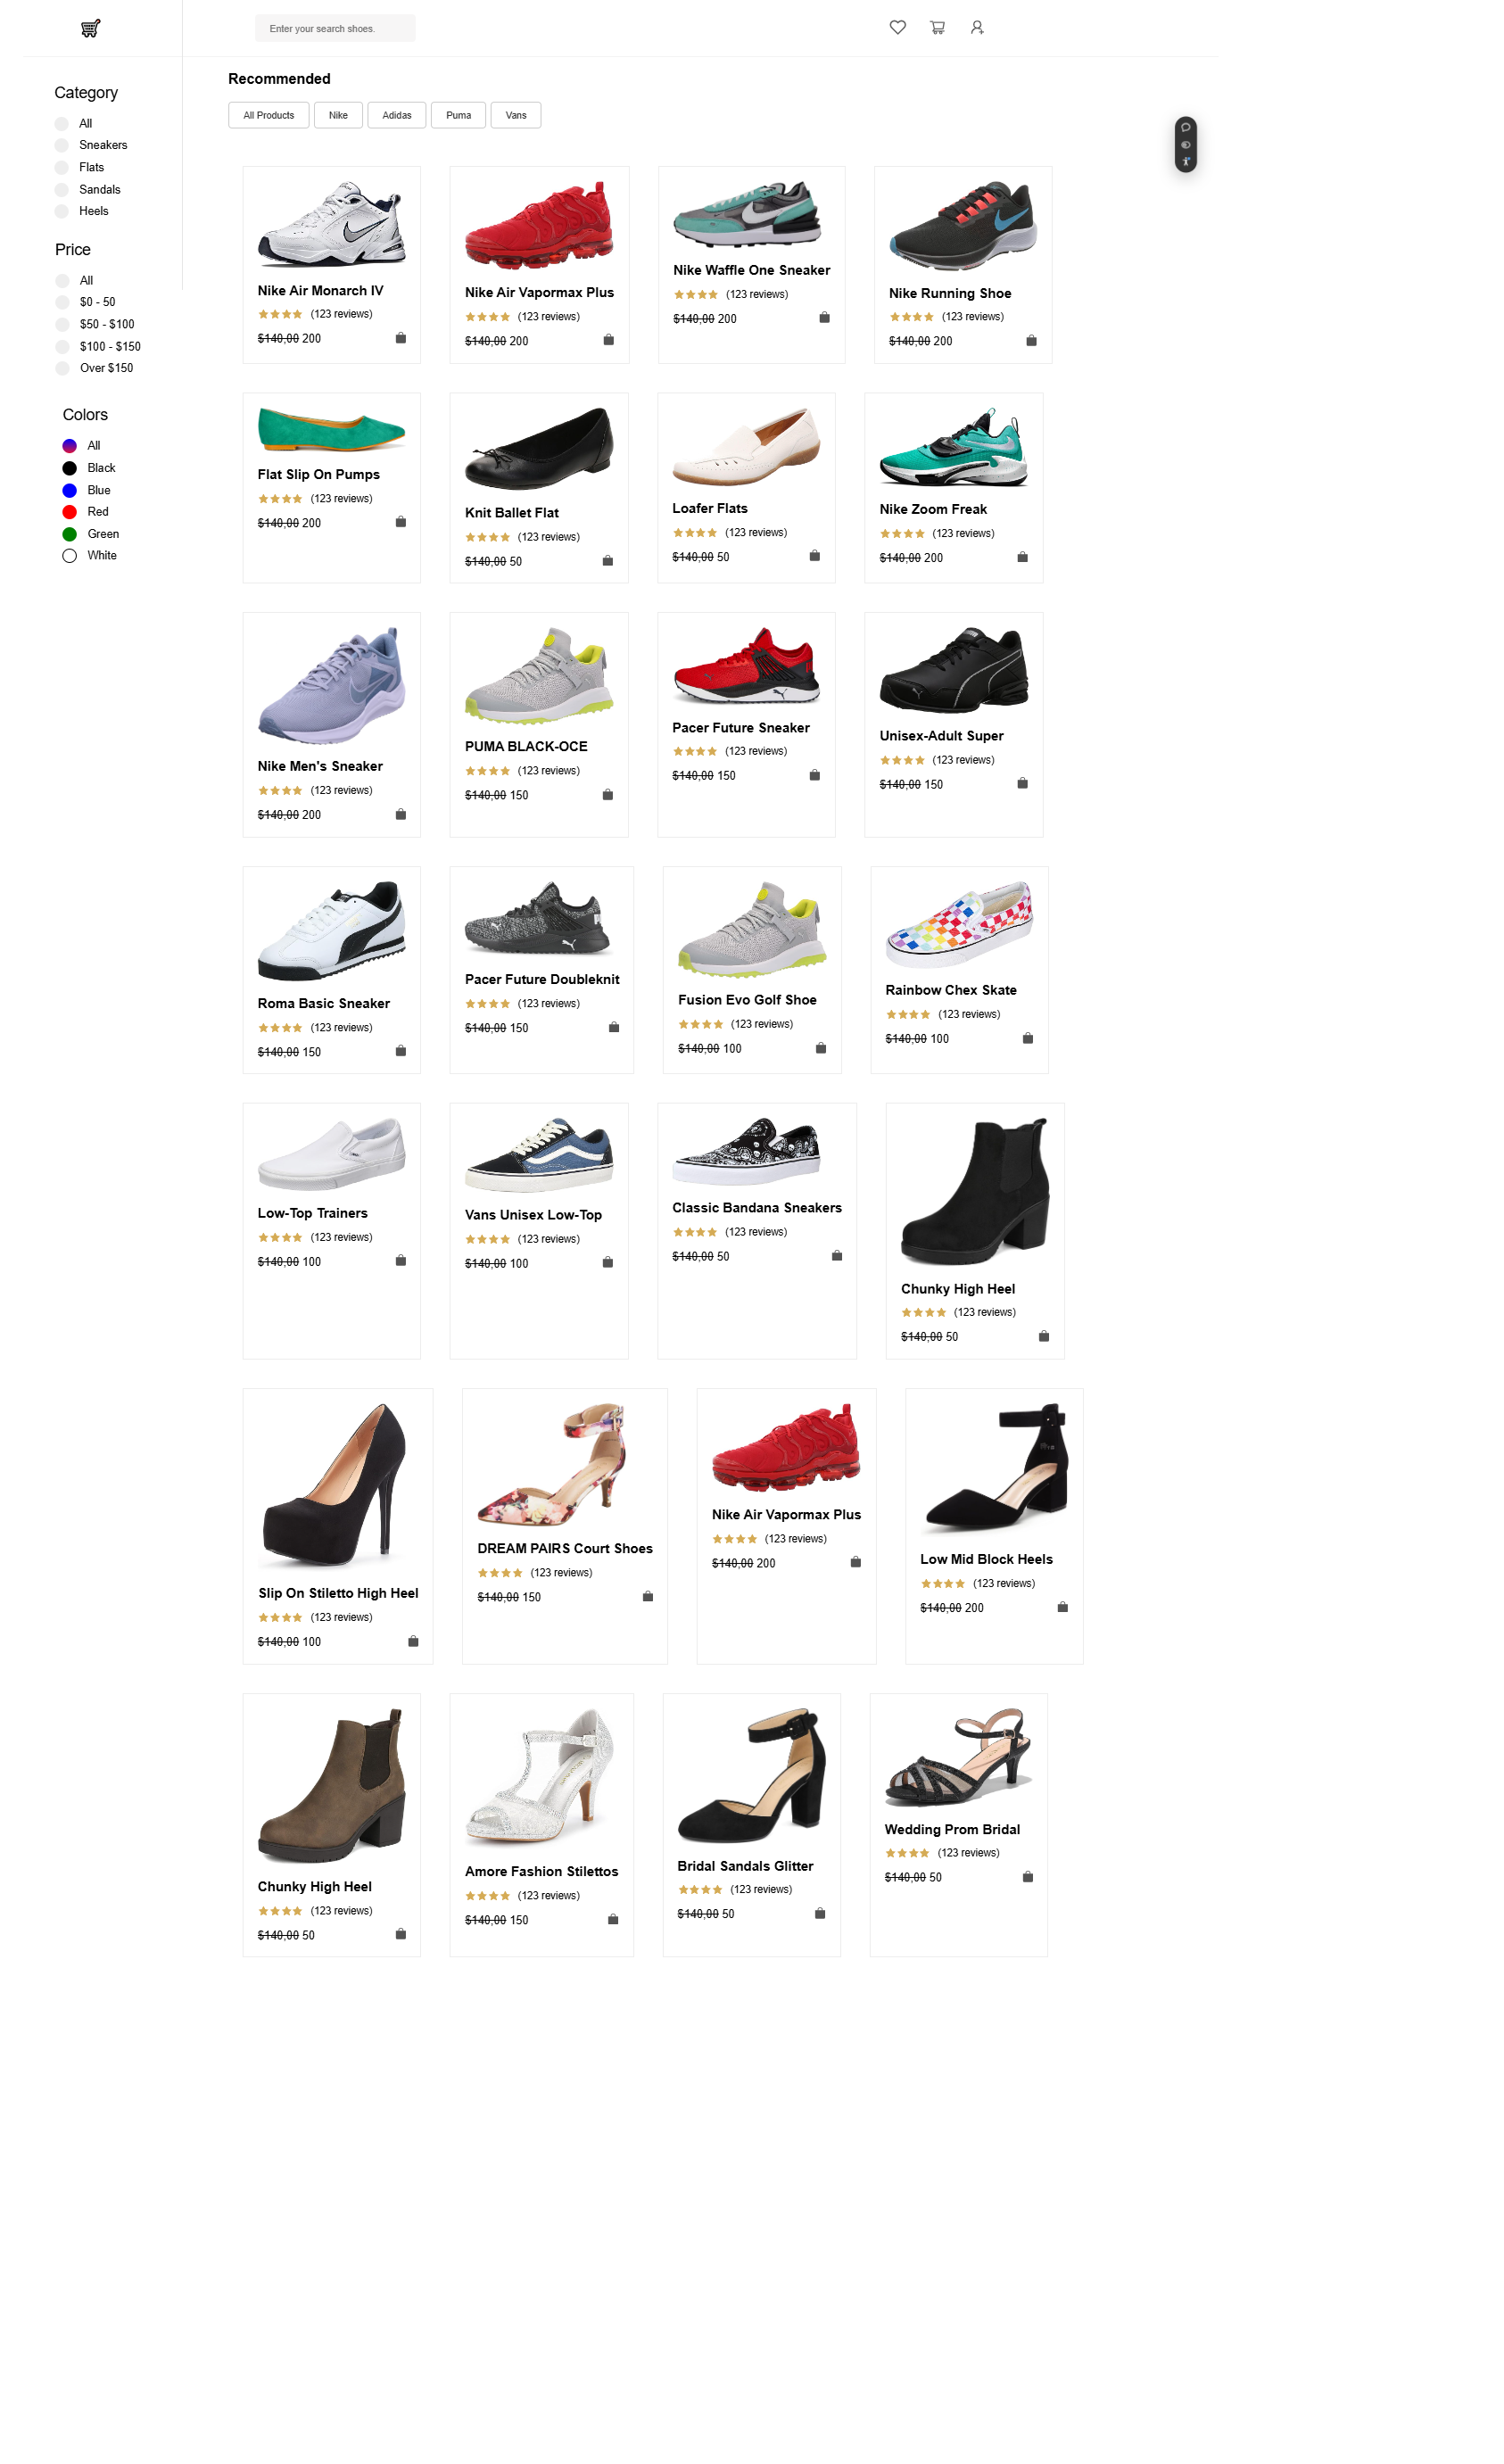 Enter your search shoes.
Category
All
Sneakers
Flats
Sandals
Heels
Price
All
$0 - 50
$50 - $100
$100 - $150
Over $150
Colors
All
Black
Blue
Red
Green
White
Recommended
All Products Nike Adidas Puma Vans
Nike Air Monarch IV
(123 reviews)
$140,00 200
Nike Air Vapormax Plus
(123 reviews)
$140,00 200
Nike Waffle One Sneaker
(123 reviews)
$140,00 200
Nike Running Shoe
(123 reviews)
$140,00 200
Flat Slip On Pumps
(123 reviews)
$140,00 200
Knit Ballet Flat
(123 reviews)
$140,00 50
Loafer Flats
(123 reviews)
$140,00 50
Nike Zoom Freak
(123 reviews)
$140,00 200
Nike Men's Sneaker
(123 reviews)
$140,00 200
PUMA BLACK-OCE
(123 reviews)
$140,00 150
Pacer Future Sneaker
(123 reviews)
$140,00 150
Unisex-Adult Super
(123 reviews)
$140,00 150
Roma Basic Sneaker
(123 reviews)
$140,00 150
Pacer Future Doubleknit
(123 reviews)
$140,00 150
Fusion Evo Golf Shoe
(123 reviews)
$140,00 100
Rainbow Chex Skate
(123 reviews)
$140,00 100
Low-Top Trainers
(123 reviews)
$140,00 100
Vans Unisex Low-Top
(123 reviews)
$140,00 100
Classic Bandana Sneakers
(123 reviews)
$140,00 50
Chunky High Heel
(123 reviews)
$140,00 50
Slip On Stiletto High Heel
(123 reviews)
$140,00 100
DREAM PAIRS Court Shoes
(123 reviews)
$140,00 150
Nike Air Vapormax Plus
(123 reviews)
$140,00 200
Low Mid Block Heels
(123 reviews)
$140,00 200
Chunky High Heel
(123 reviews)
$140,00 50
Amore Fashion Stilettos
(123 reviews)
$140,00 150
Bridal Sandals Glitter
(123 reviews)
$140,00 50
Wedding Prom Bridal
(123 reviews)
$140,00 50